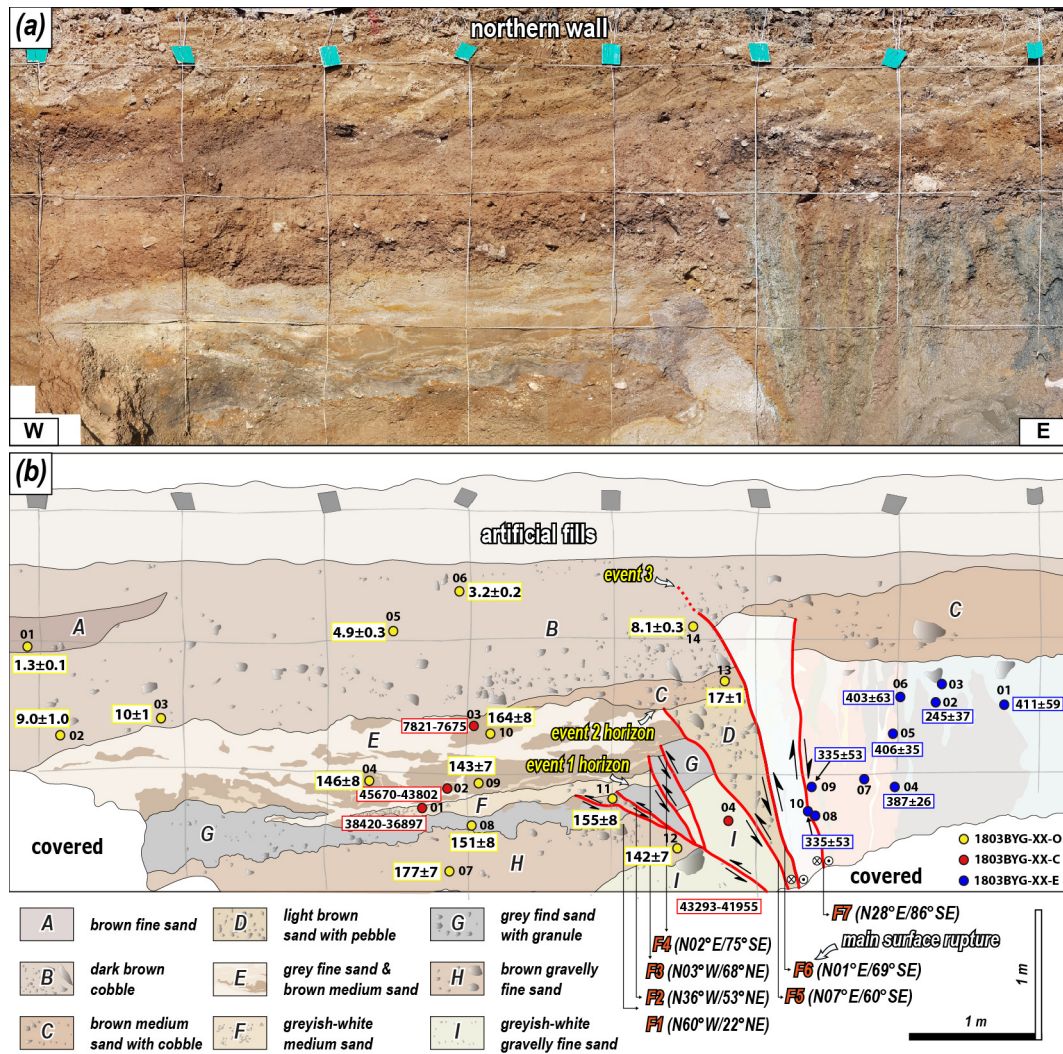 (a)
northern wall
W
E
(b)
artificial fills
event 3
06
3.2±0.2
05
4.9±0.3
B
8.1±0.3
14
C
A
01
1.3±0.1
13
17±1
C
9.0±1.0
02
03
10±1
7821-7675
03
164±8
10
E
event 2 horizon
D
event 1 horizon
G
04
146±8
143±7
09
45670-43802
02
38420-36897
01
F
08
151±8
G
H
177±7
07
11
155±8
12
142±7
04
I
I
43293-41955
06
403±63
03
02
245±37
01
411±59
05
406±35
335±53
09
07
04
387±26
10
08
335±53
covered
covered
1803BYG-XX-O
1803BYG-XX-C
1803BYG-XX-E
A
brown fine sand
B
dark brown
cobble
C
brown medium
sand with cobble
D
light brown
sand with pebble
E
grey fine sand &
brown medium sand
F
greyish-white
medium sand
G
grey find sand
with granule
H
brown gravelly
fine sand
I
greyish-white
gravelly fine sand
F4 (N02°E/75°SE)
F3 (N03°W/68°NE)
F2 (N36°W/53°NE)
F1 (N60°W/22°NE)
F7 (N28°E/86°SE)
main surface rupture
F6 (N01°E/69°SE)
F5 (N07°E/60°SE)
1 m
1 m